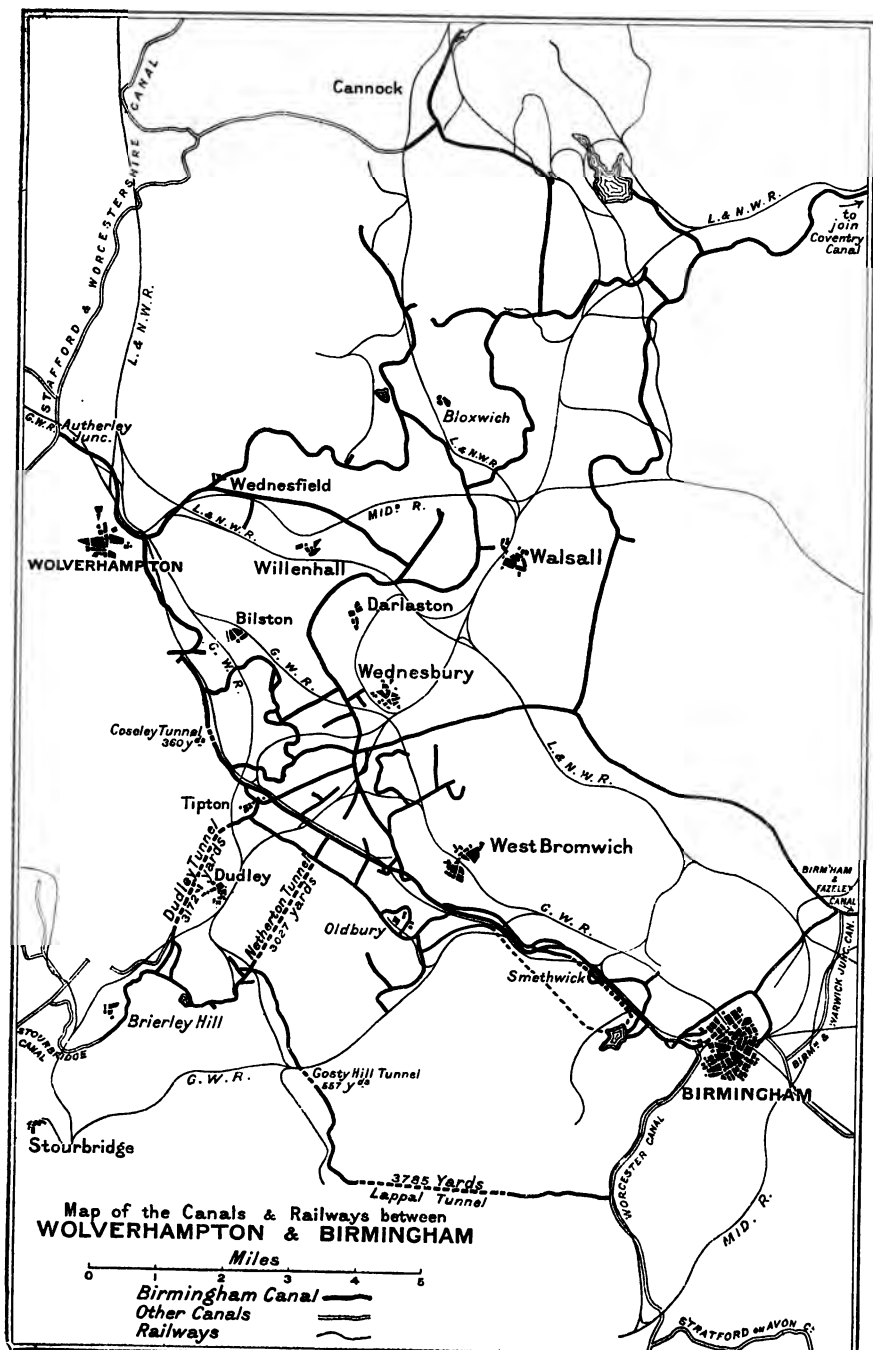 Cannock
STAFFORD & WORCESTERSHIRE CANAL
L. & N.W.R.
to
join
Coventry
Canal
L. & N.W.R.
G.W.R.
Autherley
Junc.
Bloxwich
L. & N.W.R
Wednesfield
MIDD. R.
L. & N.W.R.
WOLVERHAMPTON
Willenhall
Walsall
Darlaston
Bilston
G. W. R.
G. W. R.
Wednesbury
Coseley Tunnel
360 yds
L. & N. W. R.
Tipton
West Bromwich
Dudley Tunnel
3172 yards
Dudley
Netherton Tunnel
3027 yards
Oldbury
G. W. R.
BIRM'HAM
&
FAZELEY
CANAL
Smethwick
BIRM. & WARWICK JUNC. CAN.
Brierley Hill
STOURBRIDGE
CANAL
G.W.R.
Gosty Hill Tunnel
557 yds
BIRMINGHAM
Stourbridge
3785 Yards
Lappal Tunnel
WORCESTER CANAL
MID. R.
Map of the Canals & Railways between
WOLVERHAMPTON & BIRMINGHAM
Miles
0 1 2 3 4 5
Birmingham Canal
Other Canals
Railways
STRATFORD ON AVON C.